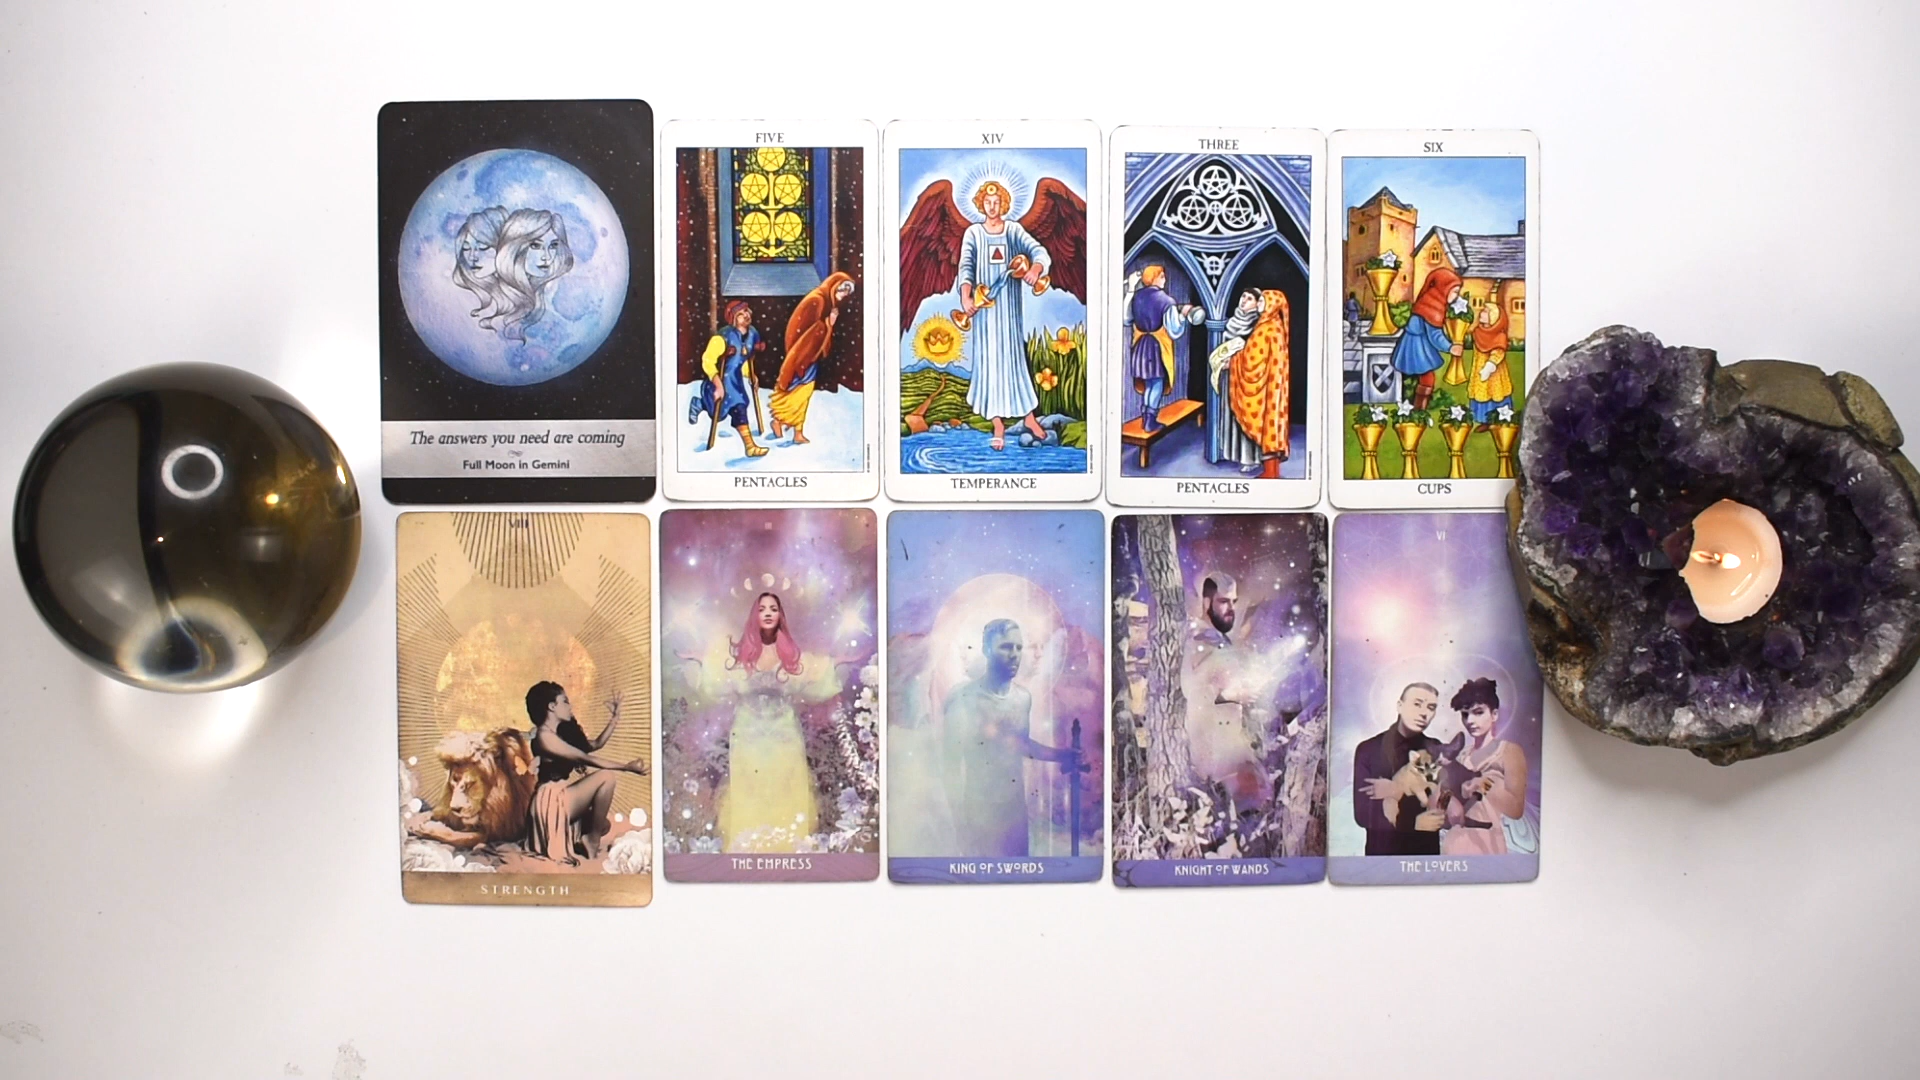 The answers you need are coming
Full Moon in Gemini
FIVE
PENTACLES
XIV
TEMPERANCE
THREE
PENTACLES
SIX
CUPS
VIII
STRENGTH
III
THE EMPRESS
KING OF SWORDS
KNIGHT OF WANDS
VI
THE LOVERS